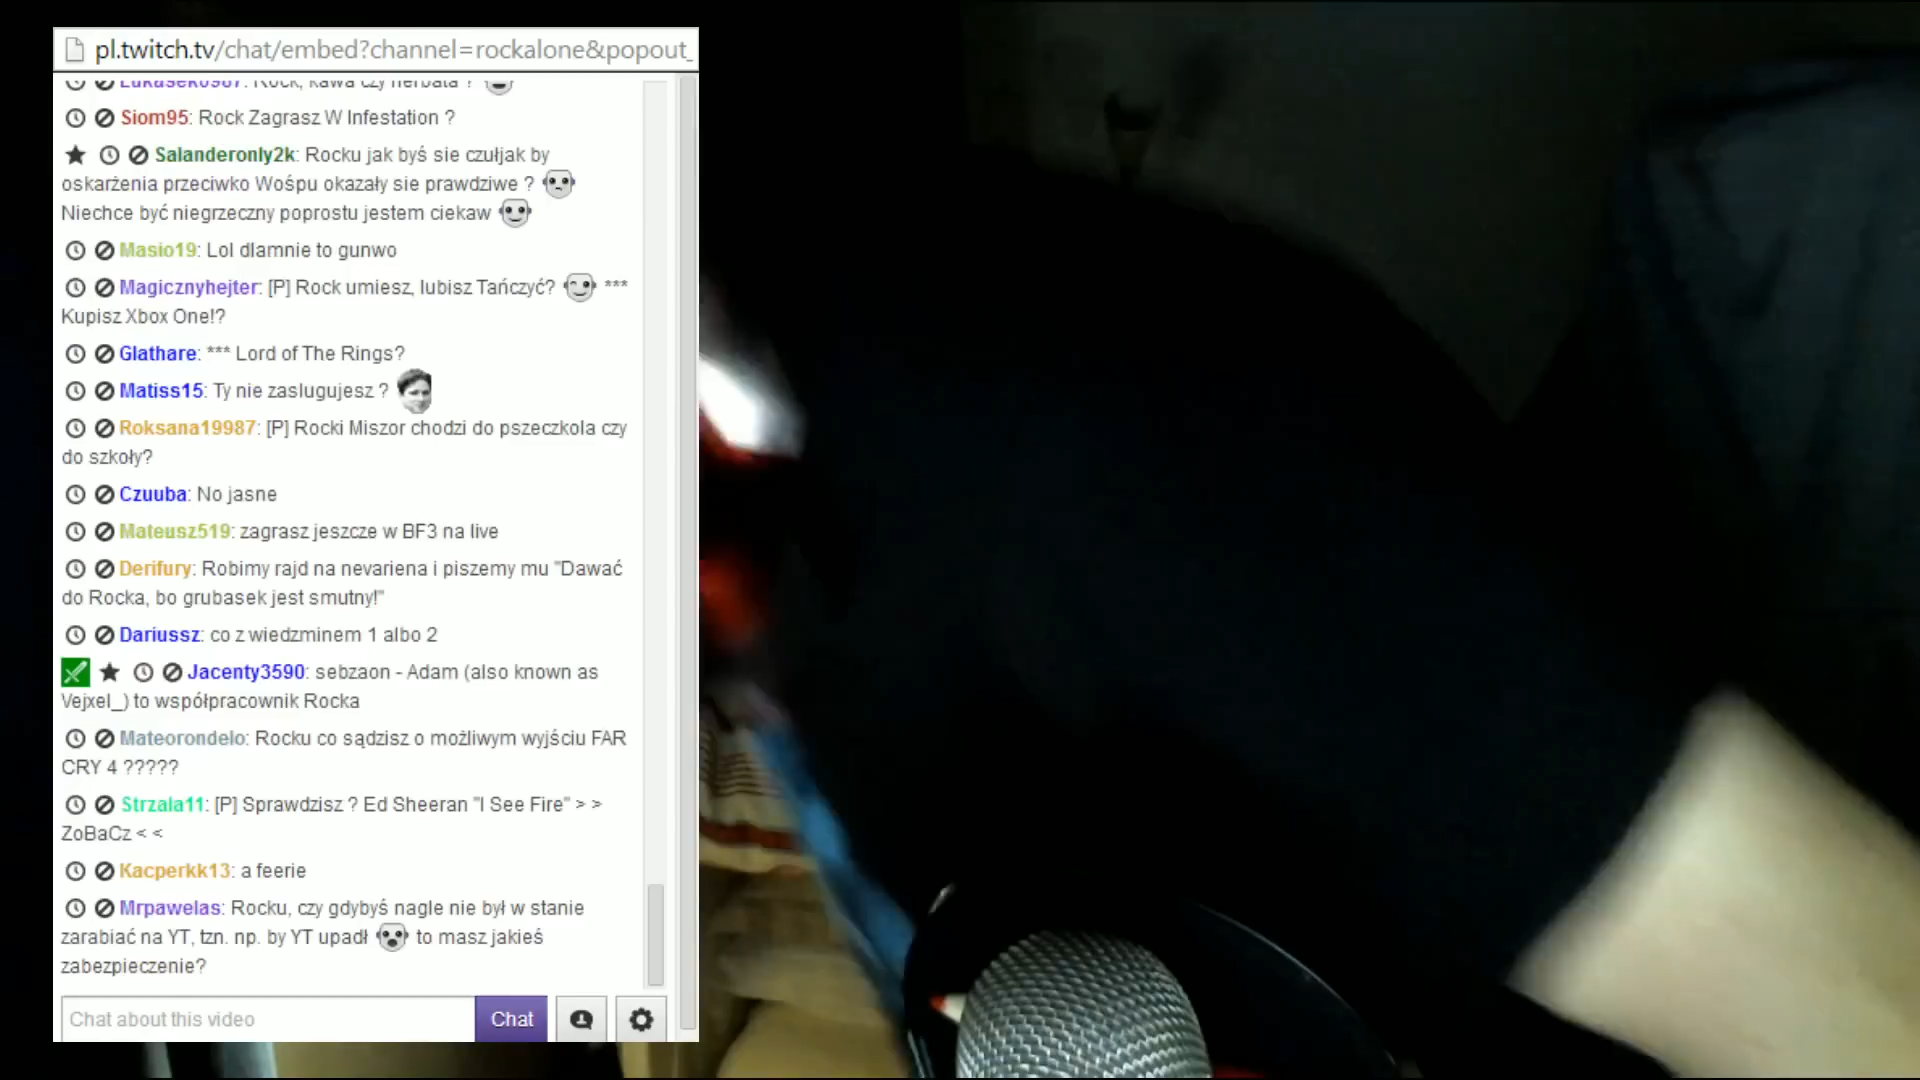 pl.twitch.tv/chat/embed?channel=rockalone&popout_
Lukasek0987: Rock, kawa czy herbata ?
Siom95: Rock Zagrasz W Infestation ?
Salanderonly2k: Rocku jak byś sie czułjak by
oskarżenia przeciwko Wośpu okazały sie prawdziwe ?
Niechce być niegrzeczny poprostu jestem ciekaw
Masio19: Lol dlamnie to gunwo
Magicznyhejter: [P] Rock umiesz, lubisz Tańczyć? ***
Kupisz Xbox One!?
Glathare: *** Lord of The Rings?
Matiss15: Ty nie zaslugujesz ?
Roksana19987: [P] Rocki Miszor chodzi do pszeczkola czy
do szkoły?
Czuuba: No jasne
Mateusz519: zagrasz jeszcze w BF3 na live
Derifury: Robimy rajd na nevariena i piszemy mu "Dawać
do Rocka, bo grubasek jest smutny!"
Dariussz: co z wiedzminem 1 albo 2
Jacenty3590: sebzaon - Adam (also known as
Vejxel_) to współpracownik Rocka
Mateorondelo: Rocku co sądzisz o możliwym wyjściu FAR
CRY 4 ?????
Strzala11: [P] Sprawdzisz ? Ed Sheeran "I See Fire" > >
ZoBaCz < <
Kacperkk13: a feerie
Mrpawelas: Rocku, czy gdybyś nagle nie był w stanie
zarabiać na YT, tzn. np. by YT upadł to masz jakieś
zabezpieczenie?
Chat about this video
Chat